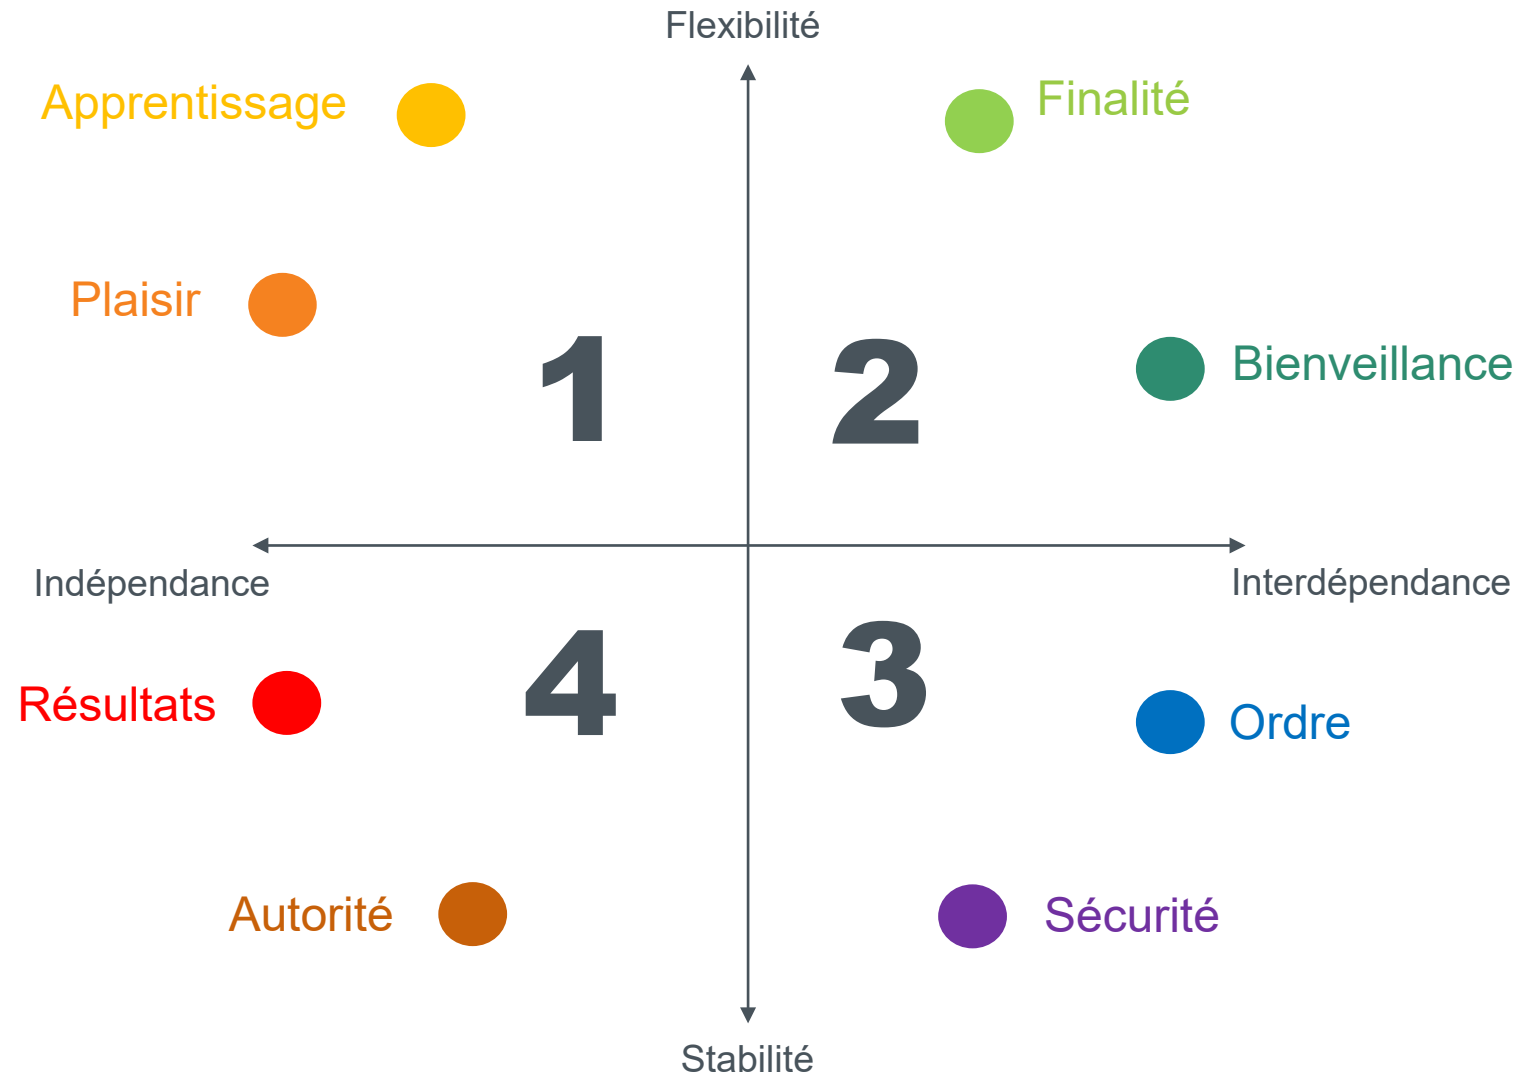 Flexibilité
Apprentissage
Finalité
Plaisir
1
2
Bienveillance
Indépendance
Interdépendance
4
3
Résultats
Ordre
Autorité
Sécurité
Stabilité